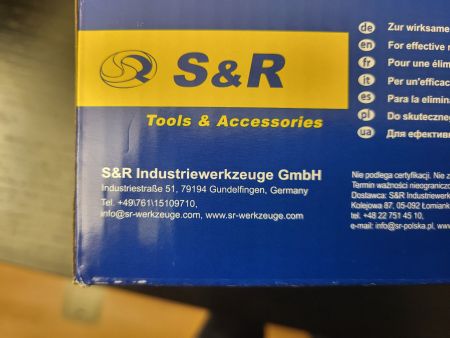 S&R
Tools & Accessories
S&R Industriewerkzeuge GmbH
Industriestraße 51, 79194 Gundelfingen, Germany
Tel. +49\761\15109710,
info@sr-werkzeuge.com, www.sr-werkzeuge.com
de Zur wirksame
en For effective
fr Pour une élim
it Per un'efficac
es Para la elimina
pl Do skuteczne
ua Для ефектив
Nie podlega certyfikacji. Nie z
Termin ważności nieogranicz
Dostawca: S&R Industriewerk
Kolejowa 87, 05-092 Łomiank
tel. +48 22 751 45 10,
e-mail: info@sr-polska.pl, www